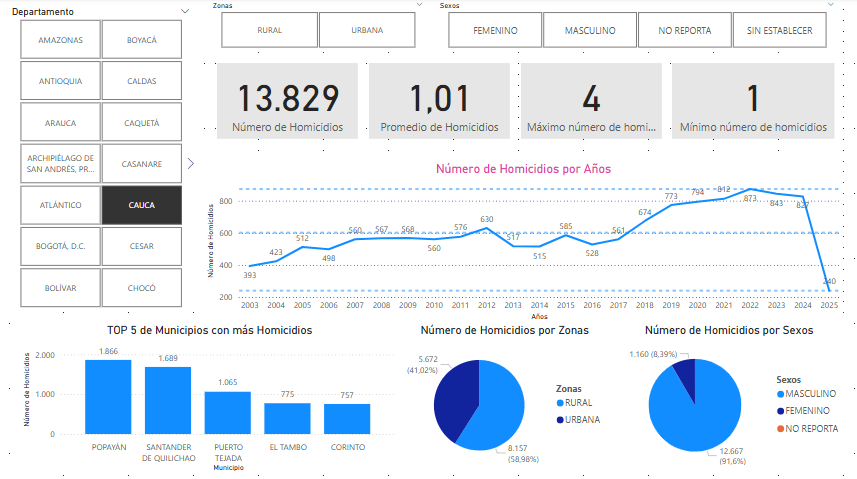 Departamento
Zonas
Sexos
AMAZONAS
BOYACÁ
RURAL
URBANA
FEMENINO
MASCULINO
NO REPORTA
SIN ESTABLECER
ANTIOQUIA
CALDAS
ARAUCA
CAQUETÁ
ARCHIPIÉLAGO DE
SAN ANDRÉS, PR...
CASANARE
ATLÁNTICO
CAUCA
BOGOTÁ, D.C.
CESAR
BOLÍVAR
CHOCÓ
13.829
Número de Homicidios
1,01
Promedio de Homicidios
4
Máximo número de homi...
1
Mínimo número de homicidios
Número de Homicidios por Años
Número de Homicidios
800
600
400
200
393
423
512
498
560
567
568
560
576
630
517
515
585
528
561
674
773
794
812
873
843
827
240
2003 2004 2005 2006 2007 2008 2009 2010 2011 2012 2013 2014 2015 2016 2017 2018 2019 2020 2021 2022 2023 2024 2025
Años
TOP 5 de Municipios con más Homicidios
Número de Homicidios
2.000
1.000
0
1.866
1.689
1.065
775
757
POPAYÁN
SANTANDER
DE QUILICHAO
PUERTO
TEJADA
EL TAMBO
CORINTO
Municipio
Número de Homicidios por Zonas
5.672
(41,02%)
8.157
(58,98%)
Zonas
RURAL
URBANA
Número de Homicidios por Sexos
1.160 (8,39%)
12.667
(91,6%)
Sexos
MASCULINO
FEMENINO
NO REPORTA